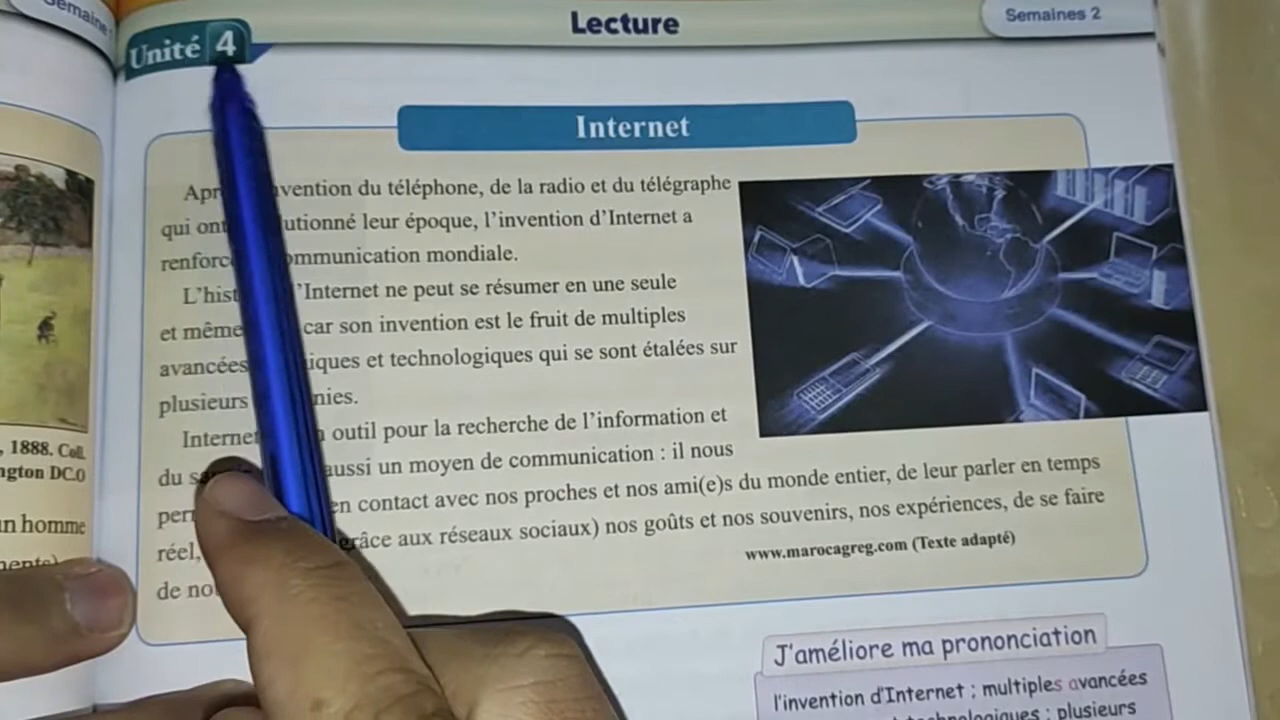 Semaine
Unité 4
Lecture
Semaines 2
Internet
vention du téléphone, de la radio et du télégraphe
qui ont utionné leur époque, l'invention d'Internet a
renforc mmunication mondiale.
L'hist 'Internet ne peut se résumer en une seule
et même car son invention est le fruit de multiples
avancées iques et technologiques qui se sont étalées sur
plusieurs nies.
Internet outil pour la recherche de l'information et
du aussi un moyen de communication : il nous
en contact avec nos proches et nos ami(e)s du monde entier, de leur parler en temps
réel, grâce aux réseaux sociaux) nos goûts et nos souvenirs, nos expériences, de se faire
de no
www.marocagreg.com (Texte adapté)
, 1888. Coll.
ngton DC.0
un homme
J'améliore ma prononciation
l'invention d'Internet ; multiples avancées
technologiques ; plusieurs